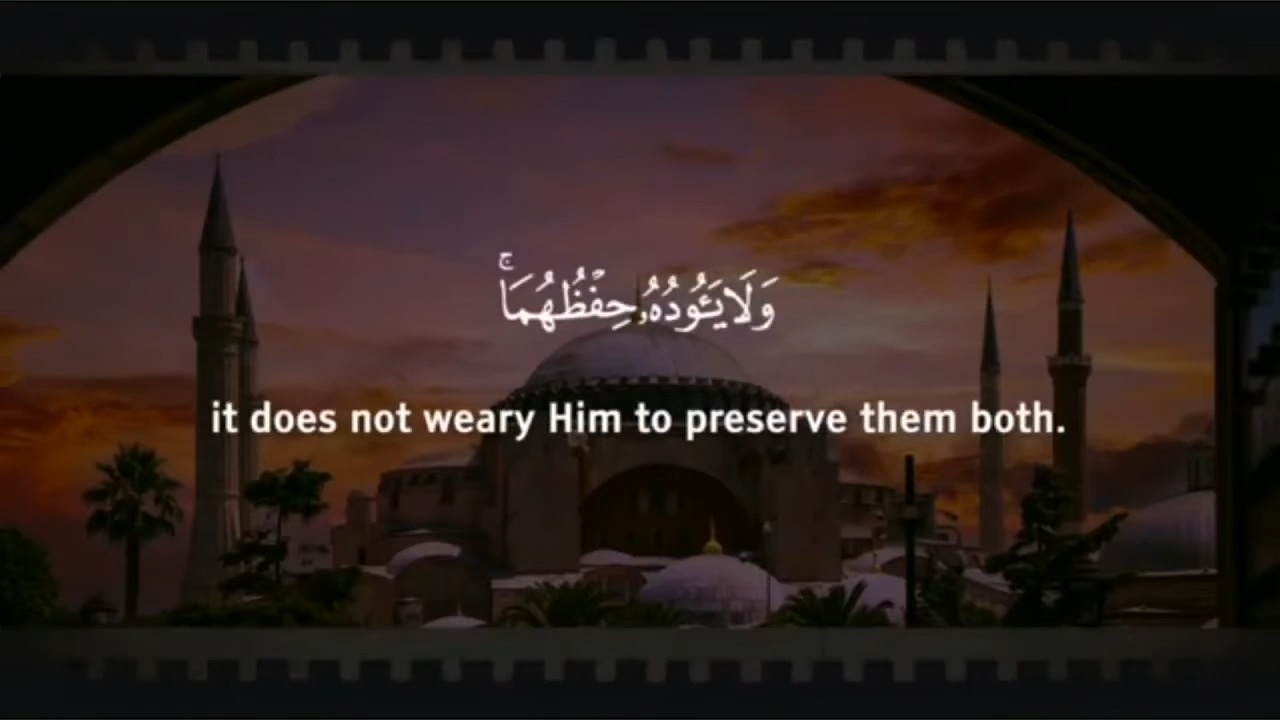 وَلَا يَـُٔودُهُۥ حِفْظُهُمَا ۚ
it does not weary Him to preserve them both.